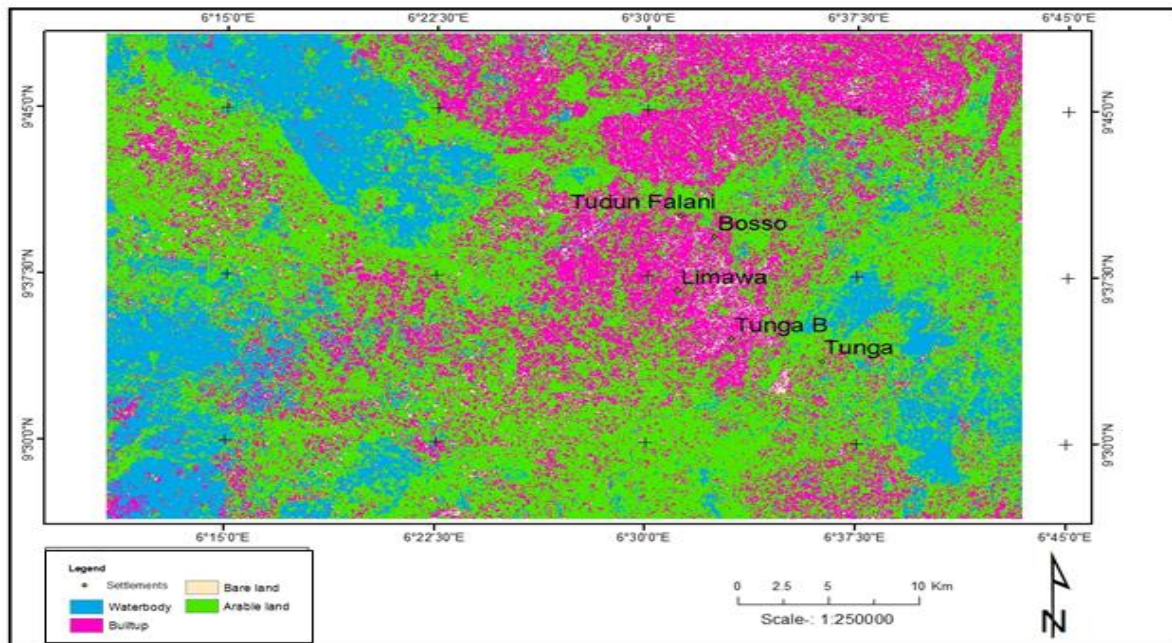 6°15'0"E 6°22'30"E 6°30'0"E 6°37'30"E 6°45'0"E
9°45'0"N 9°45'0"N
Tudun Falani
Bosso
9°37'30"N 9°37'30"N
Limawa
Tunga B
Tunga
9°30'0"N 9°30'0"N
6°15'0"E 6°22'30"E 6°30'0"E 6°37'30"E 6°45'0"E
Legend
Settlements
Bare land
Waterbody
Arable land
Builtup
0 2.5 5 10 Km
Scale-: 1:250000
N